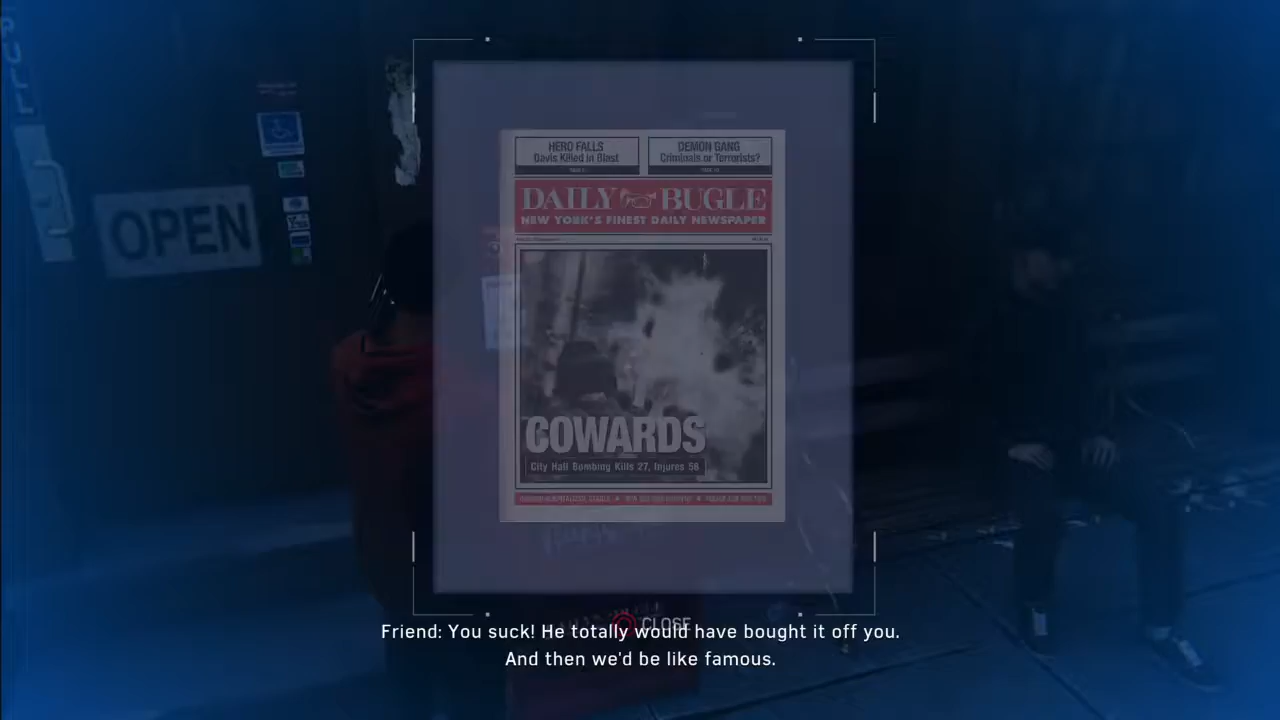 PULL
OPEN
HERO FALLS
Davis Killed in Blast
DEMON GANG
Criminals or Terrorists?
DAILY BUGLE
NEW YORK'S FINEST DAILY NEWSPAPER
COWARDS
City Hall Bombing Kills 27, Injures 56
CLOSE
Friend: You suck! He totally would have bought it off you.
And then we'd be like famous.